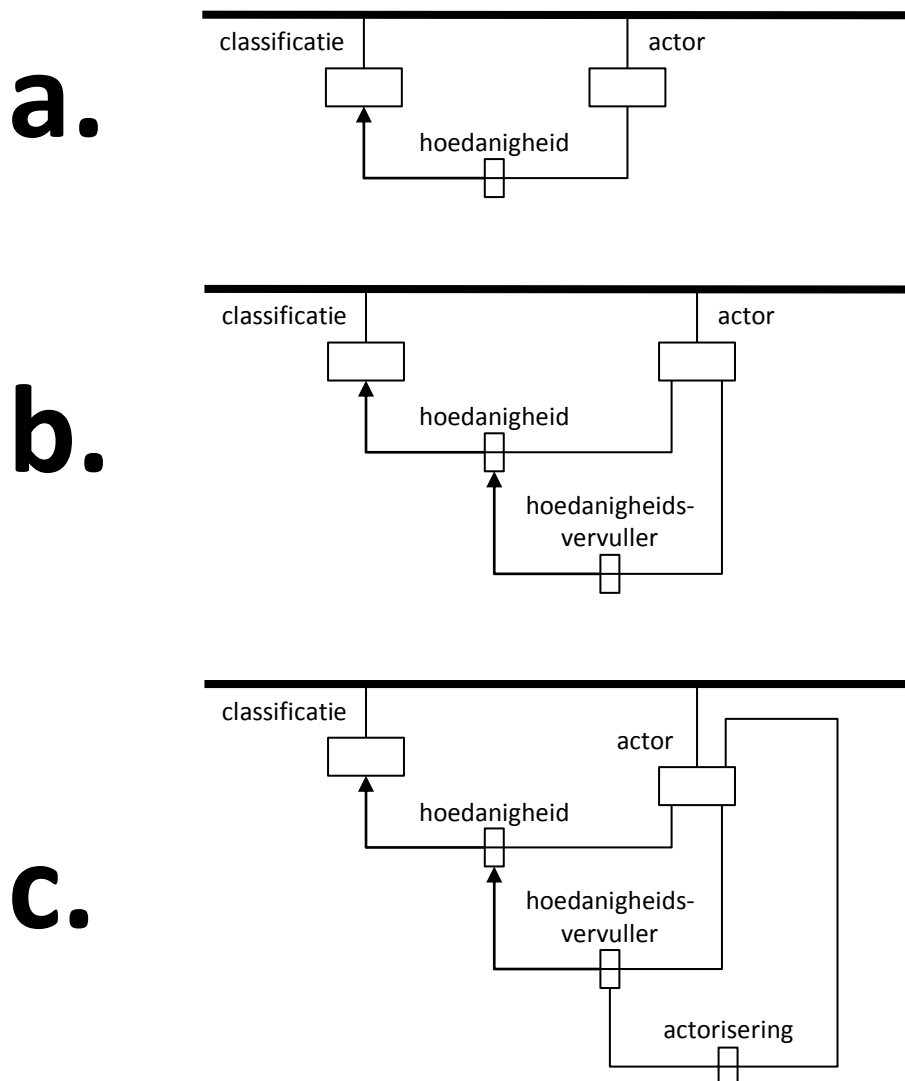 a.
classificatie
actor
hoedanigheid
b.
classificatie
actor
hoedanigheid
hoedanigheids-
vervuller
c.
classificatie
actor
hoedanigheid
hoedanigheids-
vervuller
actorisering